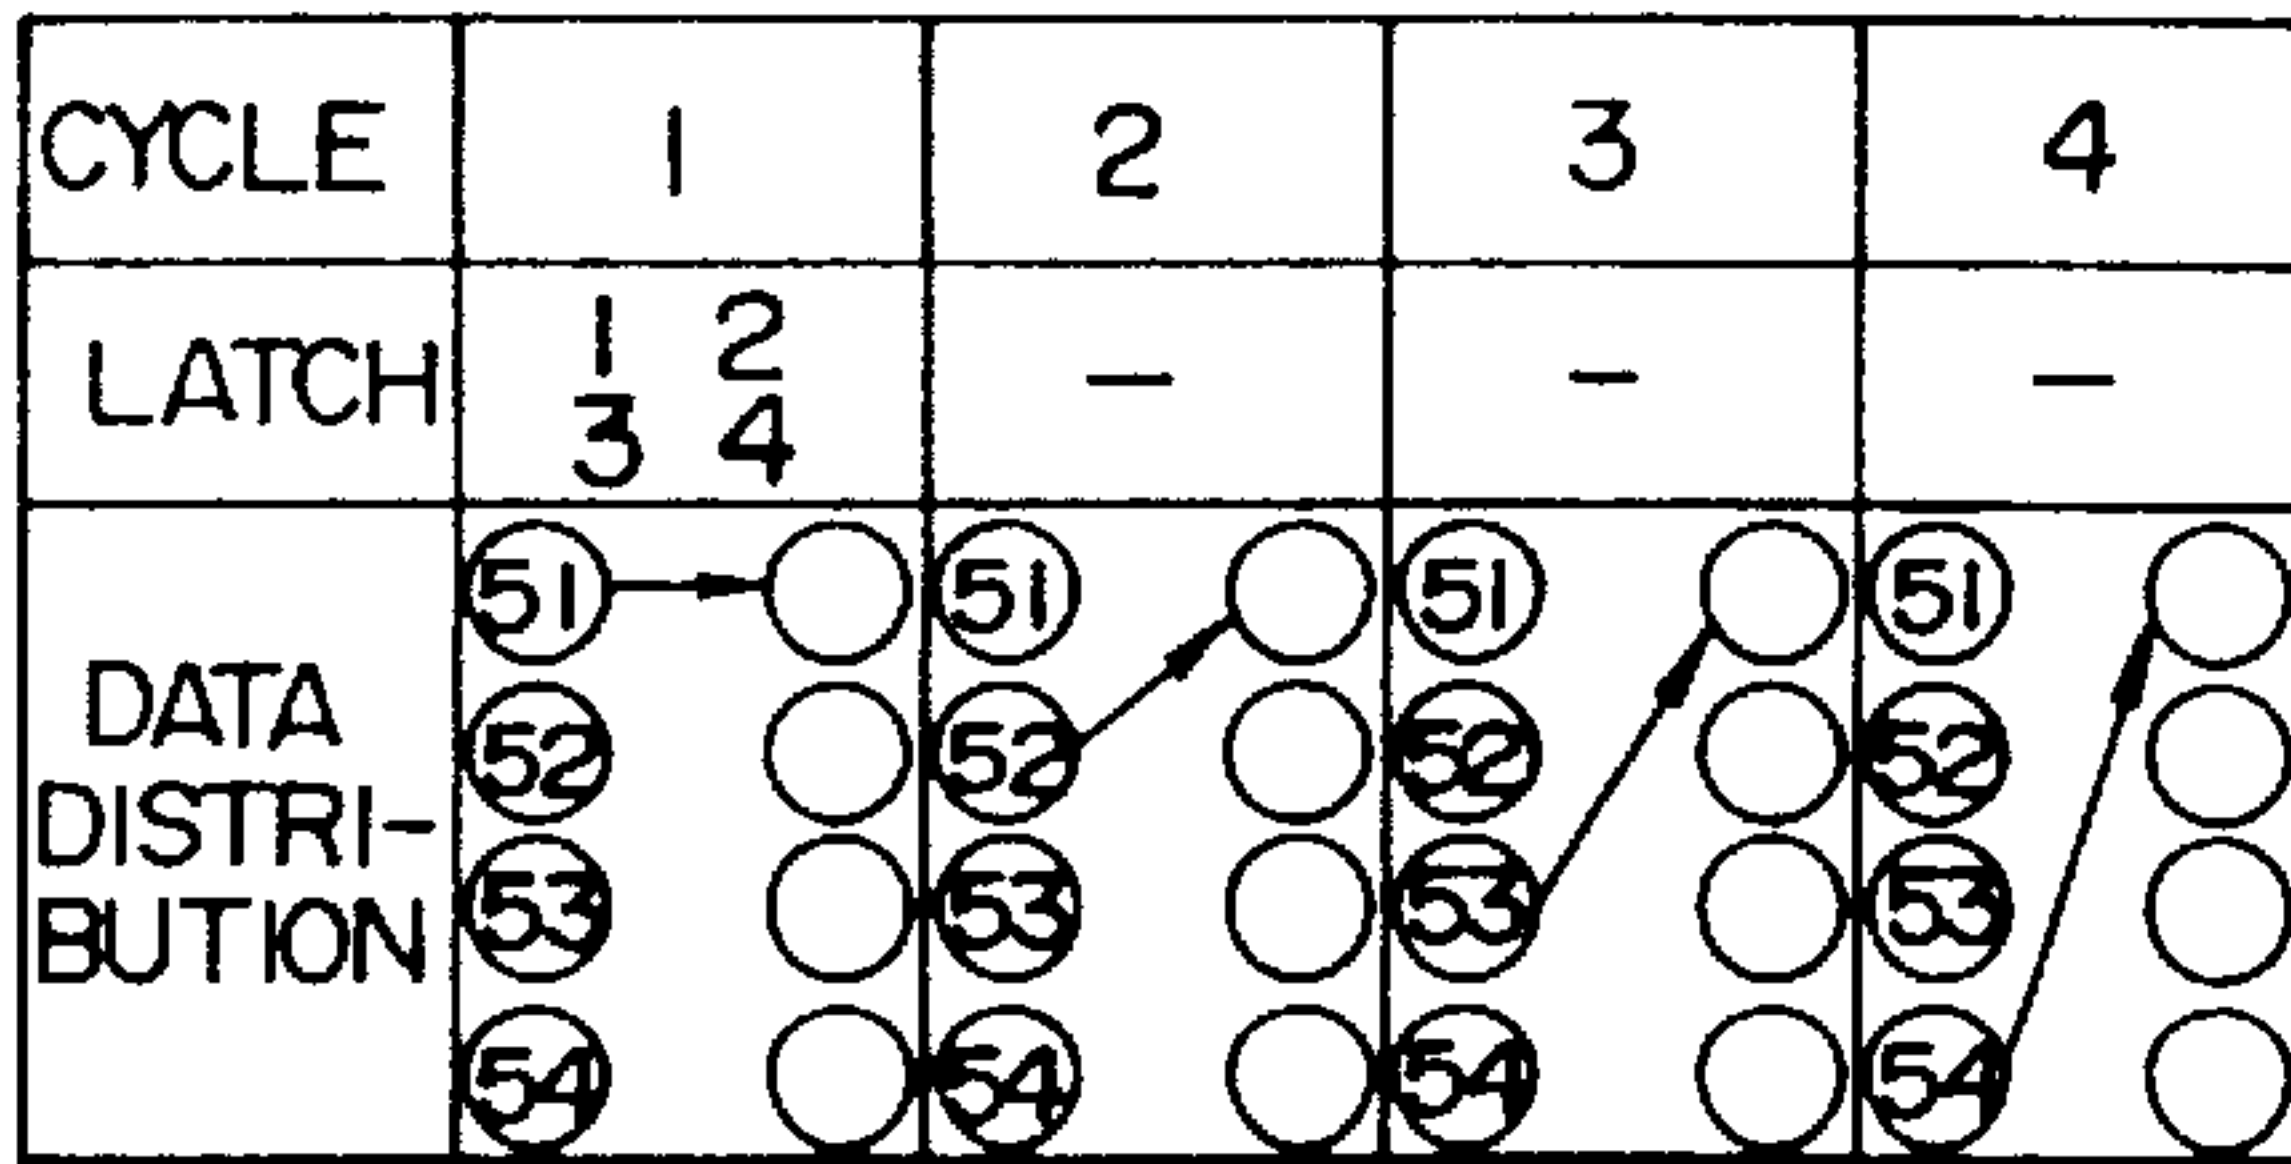 CYCLE 1 2 3 4
LATCH 1 2 - - -
3 4
51 51 51 51
DATA 52 52 52 52
DISTRI- 53 53 53 53
BUTION 54 54 54 54